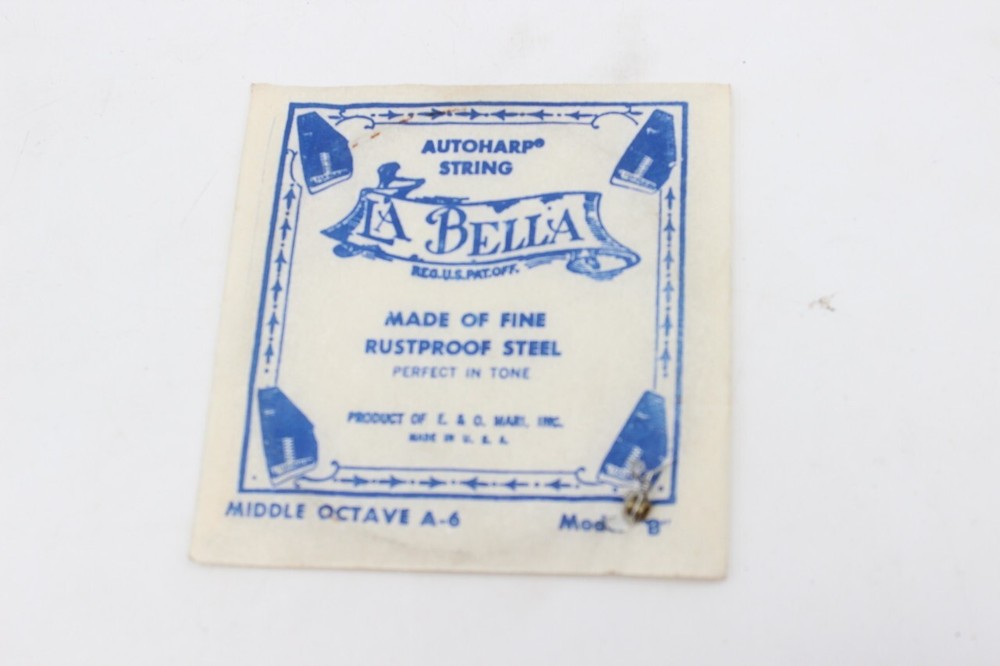 AUTOHARP®
STRING
LA BELLA
REG.U.S.PAT.OFF.
MADE OF FINE
RUSTPROOF STEEL
PERFECT IN TONE
PRODUCT OF E. & O. MARI, INC.
MADE IN U. S. A.
MIDDLE OCTAVE A-6 Mod B